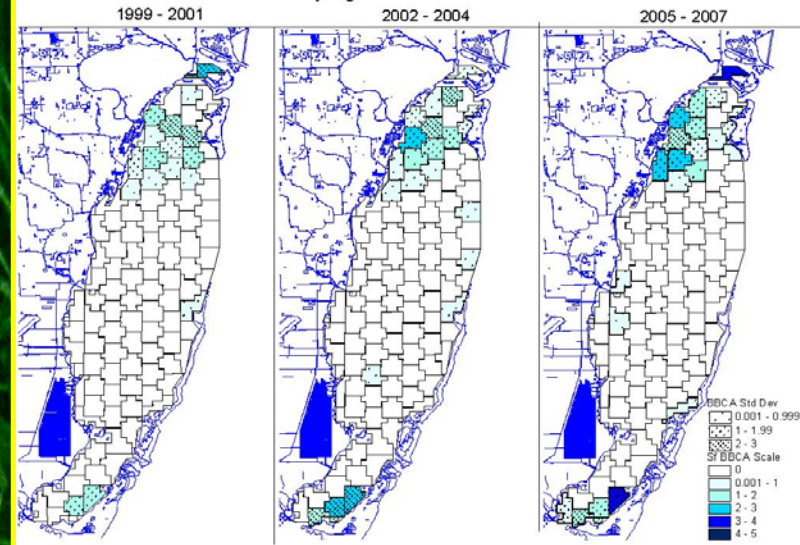 1999 - 2001
2002 - 2004
2005 - 2007
BBCA Std Dev
0.001 - 0.999
1 - 1.99
2 - 3
Sf BBCA Scale
0
0.001 - 1
1 - 2
2 - 3
3 - 4
4 - 5